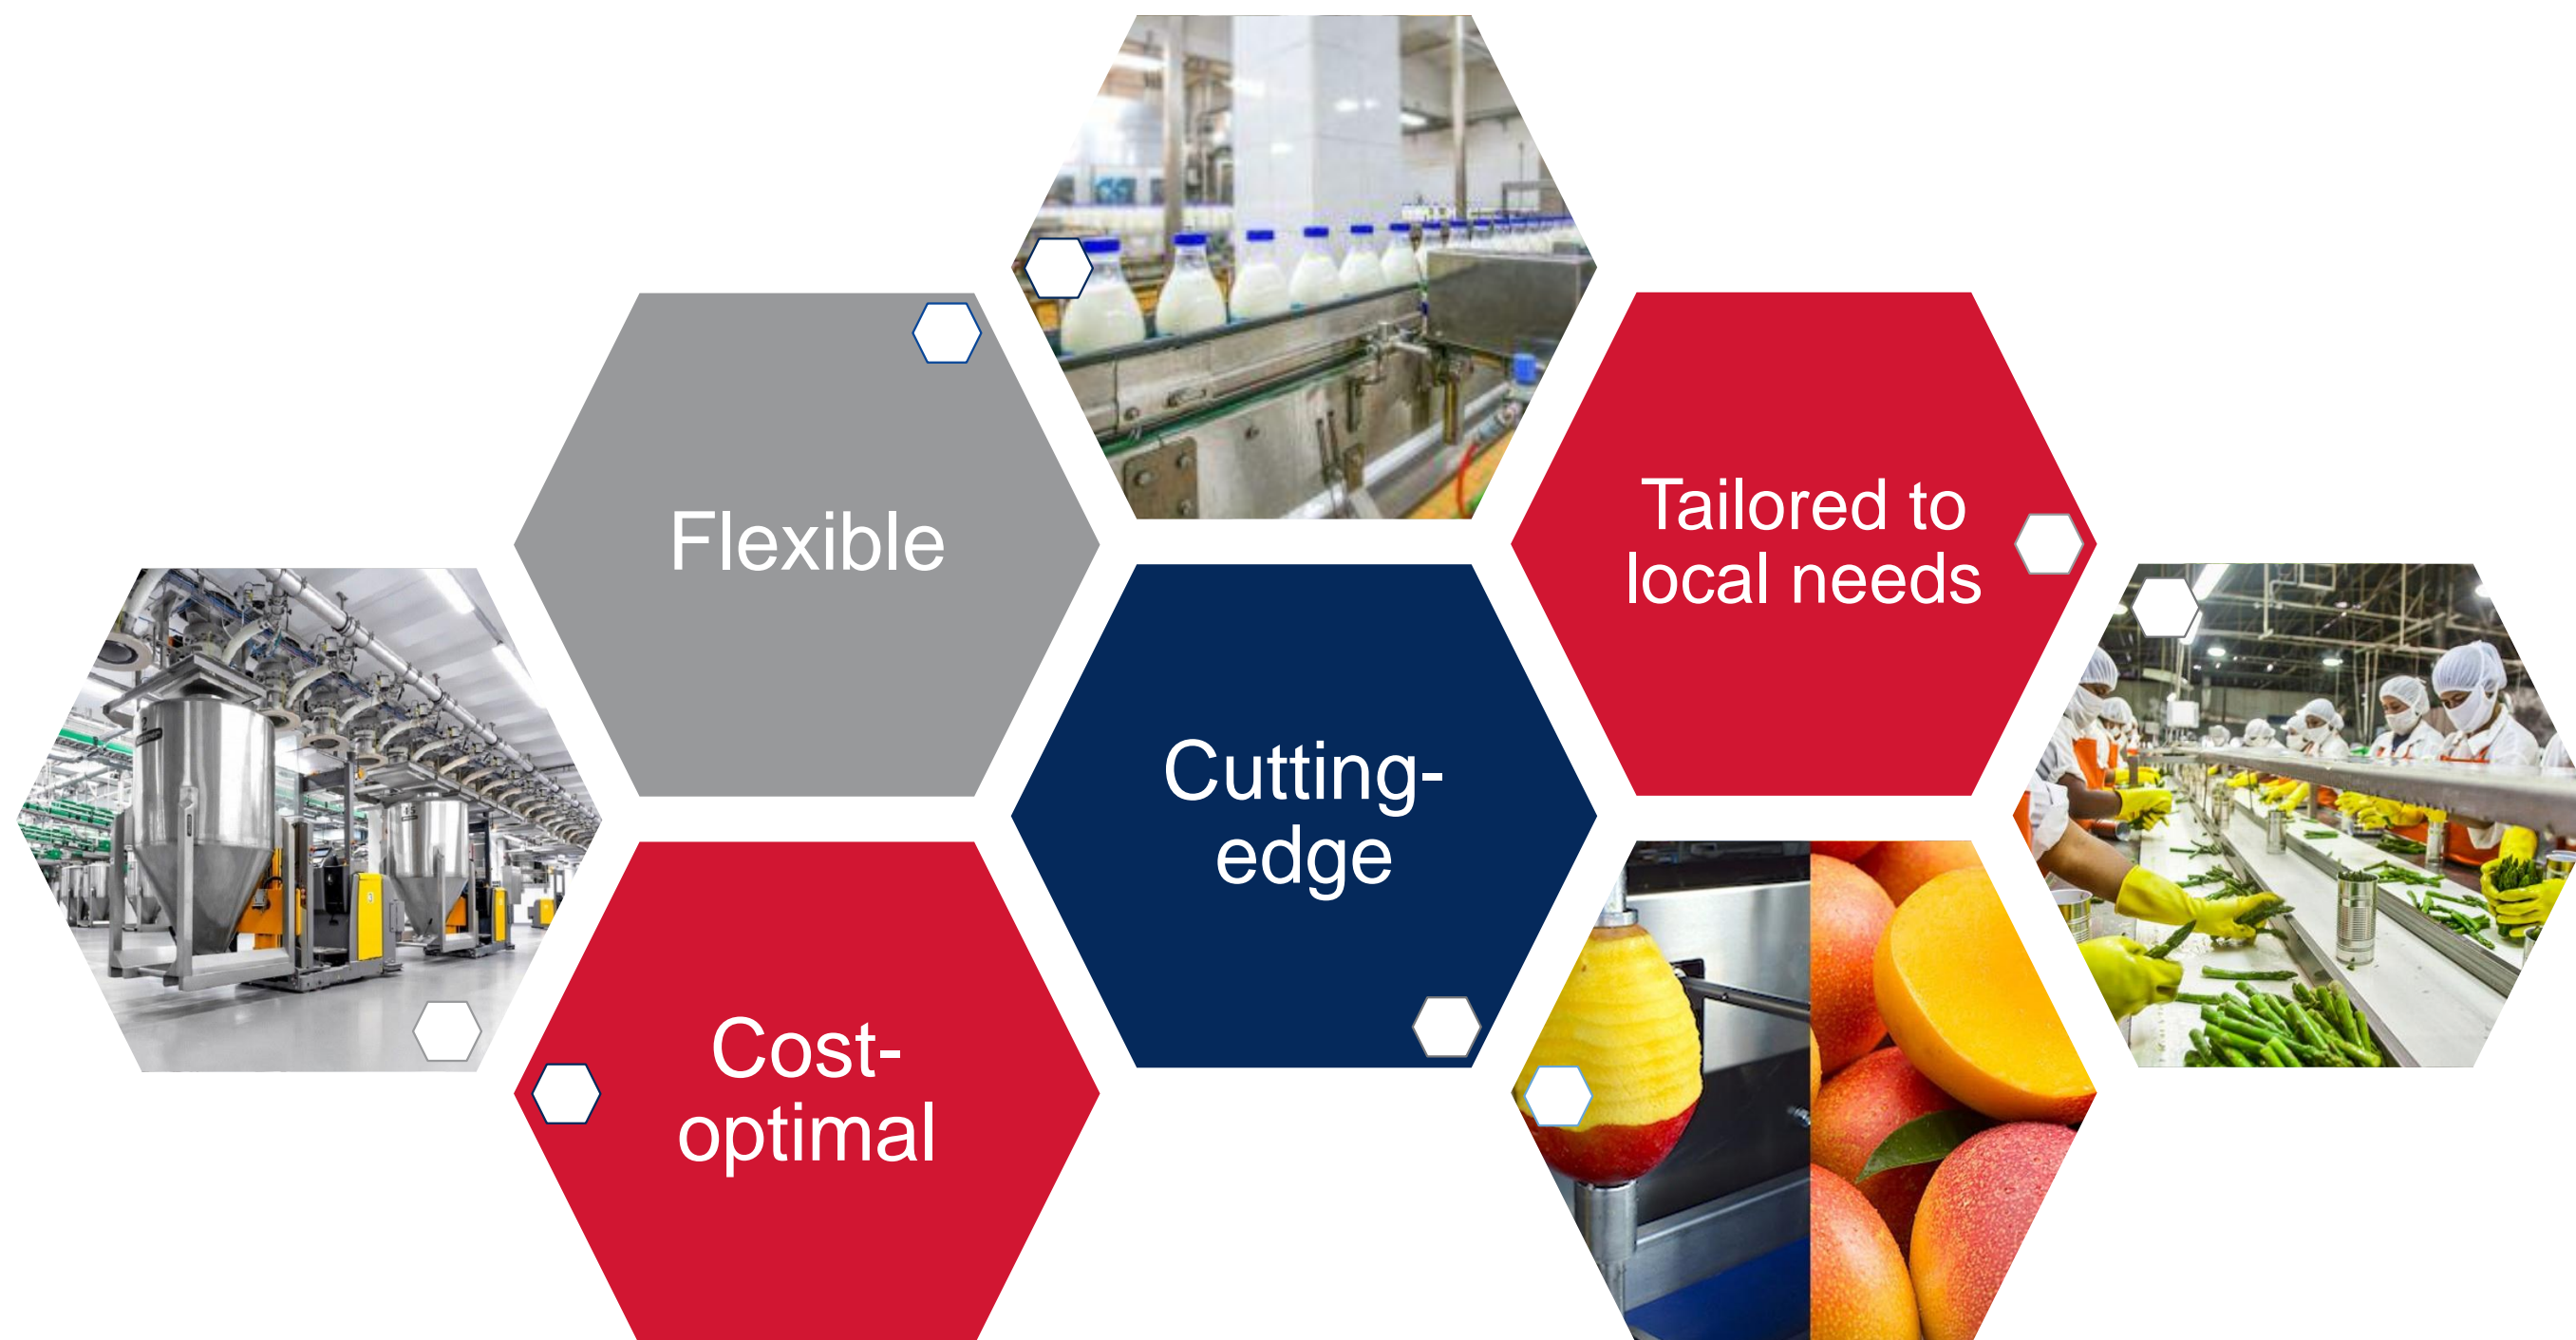 Flexible
Tailored to
local needs
Cutting-
edge
Cost-
optimal